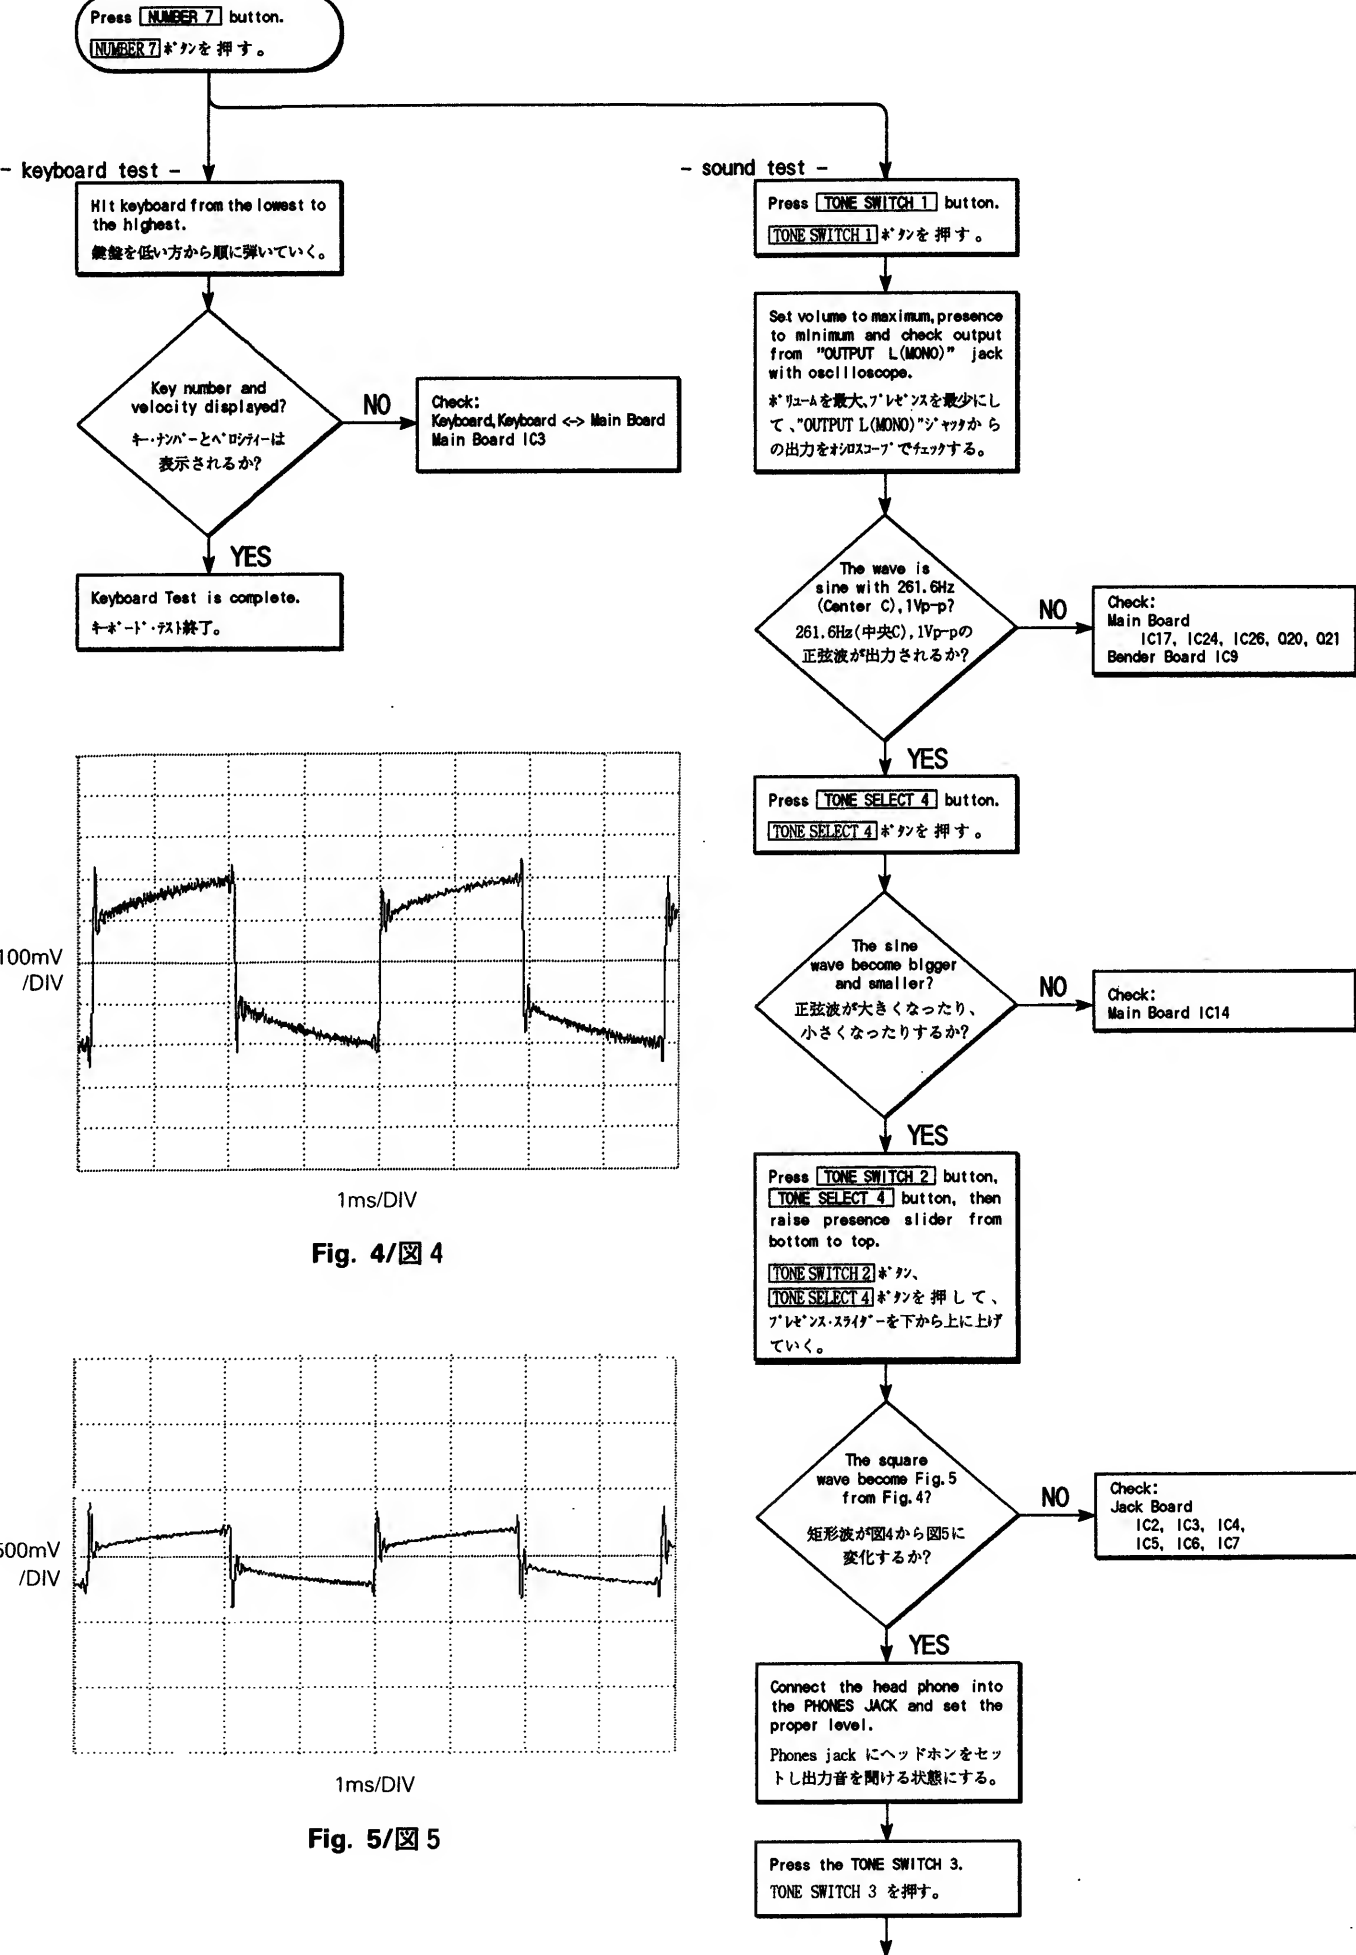 Press NUMBER 7 button.
NUMBER 7 ﾎﾞﾀﾝを押す。
- keyboard test -
Hit keyboard from the lowest to
the highest.
鍵盤を低い方から順に弾いていく。
Key number and
velocity displayed?
ｷｰ･ﾅﾝﾊﾞｰとﾍﾞﾛｼﾃｨｰは
表示されるか?
NO
Check:
Keyboard, Keyboard <-> Main Board
Main Board IC3
YES
Keyboard Test is complete.
ｷｰﾎﾞｰﾄﾞ･ﾃｽﾄ終了。
100mV
/DIV
1ms/DIV
Fig. 4/図 4
500mV
/DIV
1ms/DIV
Fig. 5/図 5
- sound test -
Press TONE SWITCH 1 button.
TONE SWITCH 1 ﾎﾞﾀﾝを押す。
Set volume to maximum, presence
to minimum and check output
from "OUTPUT L(MONO)" jack
with oscilloscope.
ﾎﾞﾘｭｰﾑを最大、ﾌﾟﾚｾﾞﾝｽを最少にし
て、"OUTPUT L(MONO)"ｼﾞｬｯｸから
の出力をｵｼﾛｽｺｰﾌﾟでﾁｪｯｸする。
The wave is
sine with 261.6Hz
(Center C), 1Vp-p?
261.6Hz(中央C), 1Vp-pの
正弦波が出力されるか?
NO
Check:
Main Board
IC17, IC24, IC26, Q20, Q21
Bender Board IC9
YES
Press TONE SELECT 4 button.
TONE SELECT 4 ﾎﾞﾀﾝを押す。
The sine
wave become bigger
and smaller?
正弦波が大きくなったり、
小さくなったりするか?
NO
Check:
Main Board IC14
YES
Press TONE SWITCH 2 button,
TONE SELECT 4 button, then
raise presence slider from
bottom to top.
TONE SWITCH 2 ﾎﾞﾀﾝ、
TONE SELECT 4 ﾎﾞﾀﾝを押して、
ﾌﾟﾚｾﾞﾝｽ･ｽﾗｲﾀﾞｰを下から上に上げ
ていく。
The square
wave become Fig.5
from Fig.4?
矩形波が図4から図5に
変化するか?
NO
Check:
Jack Board
IC2, IC3, IC4,
IC5, IC6, IC7
YES
Connect the head phone into
the PHONES JACK and set the
proper level.
Phones jack にヘッドホンをセッ
トし出力音を聞ける状態にする。
Press the TONE SWITCH 3.
TONE SWITCH 3 を押す。